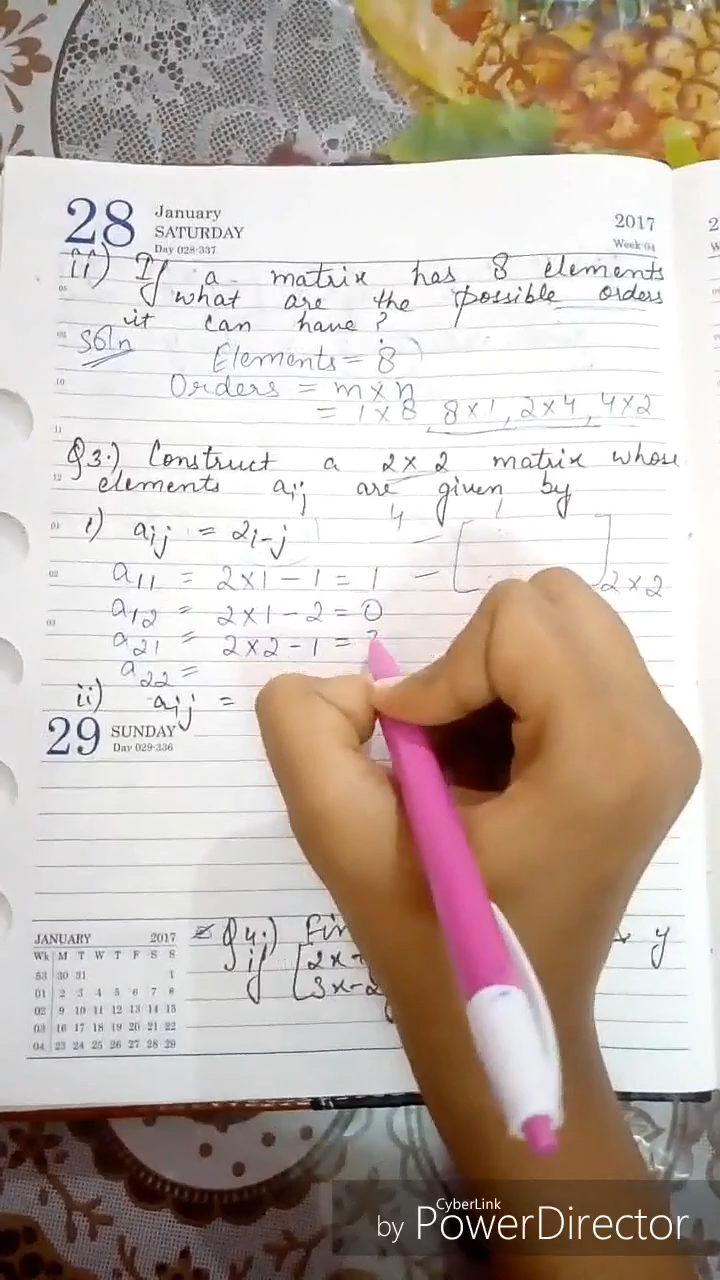 28 January SATURDAY Day 028-337
2017
Week-04
ii) If a matrix has 8 elements
what are the possible orders
it can have?
Soln Elements = 8
Orders = m×n
= 1×8, 8×1, 2×4, 4×2
Q3.) Construct a 2×2 matrix whose
elements aij are given by
4
i) aij = 2i-j
a11 = 2×1-1 = 1
2×2
a12 = 2×1-2 = 0
a21 = 2×2-1 =
a22 =
ii) aij =
29 SUNDAY Day 029-336
JANUARY 2017
Wk M T W T F S S
53 30 31 1
01 2 3 4 5 6 7 8
02 9 10 11 12 13 14 15
03 16 17 18 19 20 21 22
04 23 24 25 26 27 28 29
Q4.) y
if [2x
3x-2
CyberLink
by PowerDirector